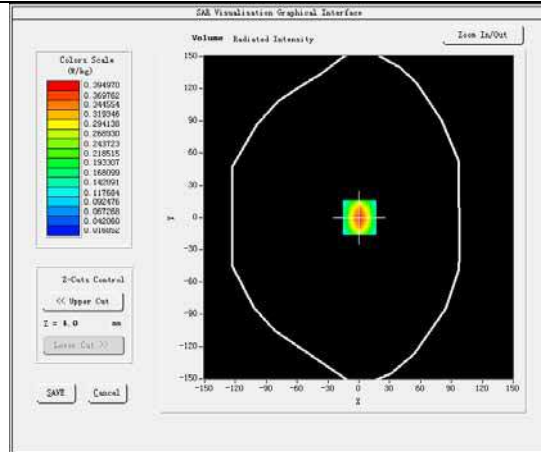 SAR Visualisation Graphical Interface
Volume Radiated Intensity
Zoom In/Out
Colors Scale
(W/kg)
0.394970
0.369762
0.344554
0.319346
0.294138
0.268930
0.243723
0.218515
0.193307
0.168099
0.142891
0.117684
0.092476
0.067268
0.042060
0.016852
150
120
90
60
30
0
-30
-60
-90
-120
-150
Y
-150 -120 -90 -60 -30 0 30 60 90 120 150
X
Z-Cuts Control
<< Upper Cut
Z = 4.0 mm
Lower Cut >>
SAVE Cancel